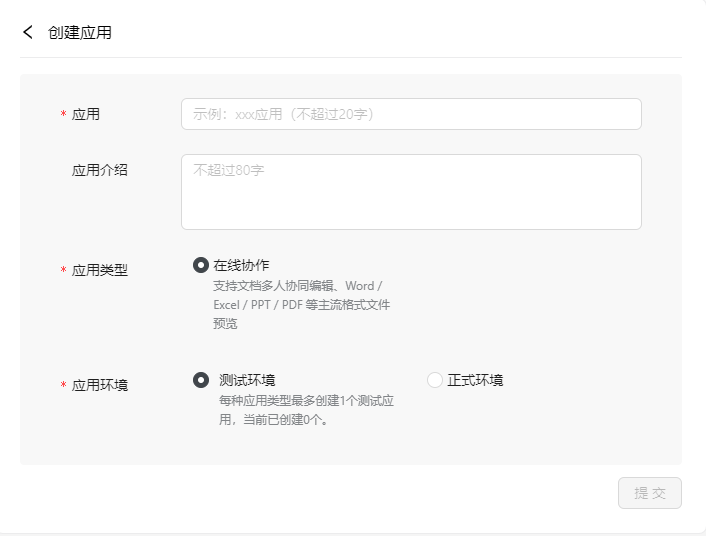 创建应用
* 应用
示例：xxx应用（不超过20字）
应用介绍
不超过80字
* 应用类型
在线协作
支持文档多人协同编辑、Word /
Excel / PPT / PDF 等主流格式文件
预览
* 应用环境
测试环境
每种应用类型最多创建1个测试应
用，当前已创建0个。
正式环境
提 交